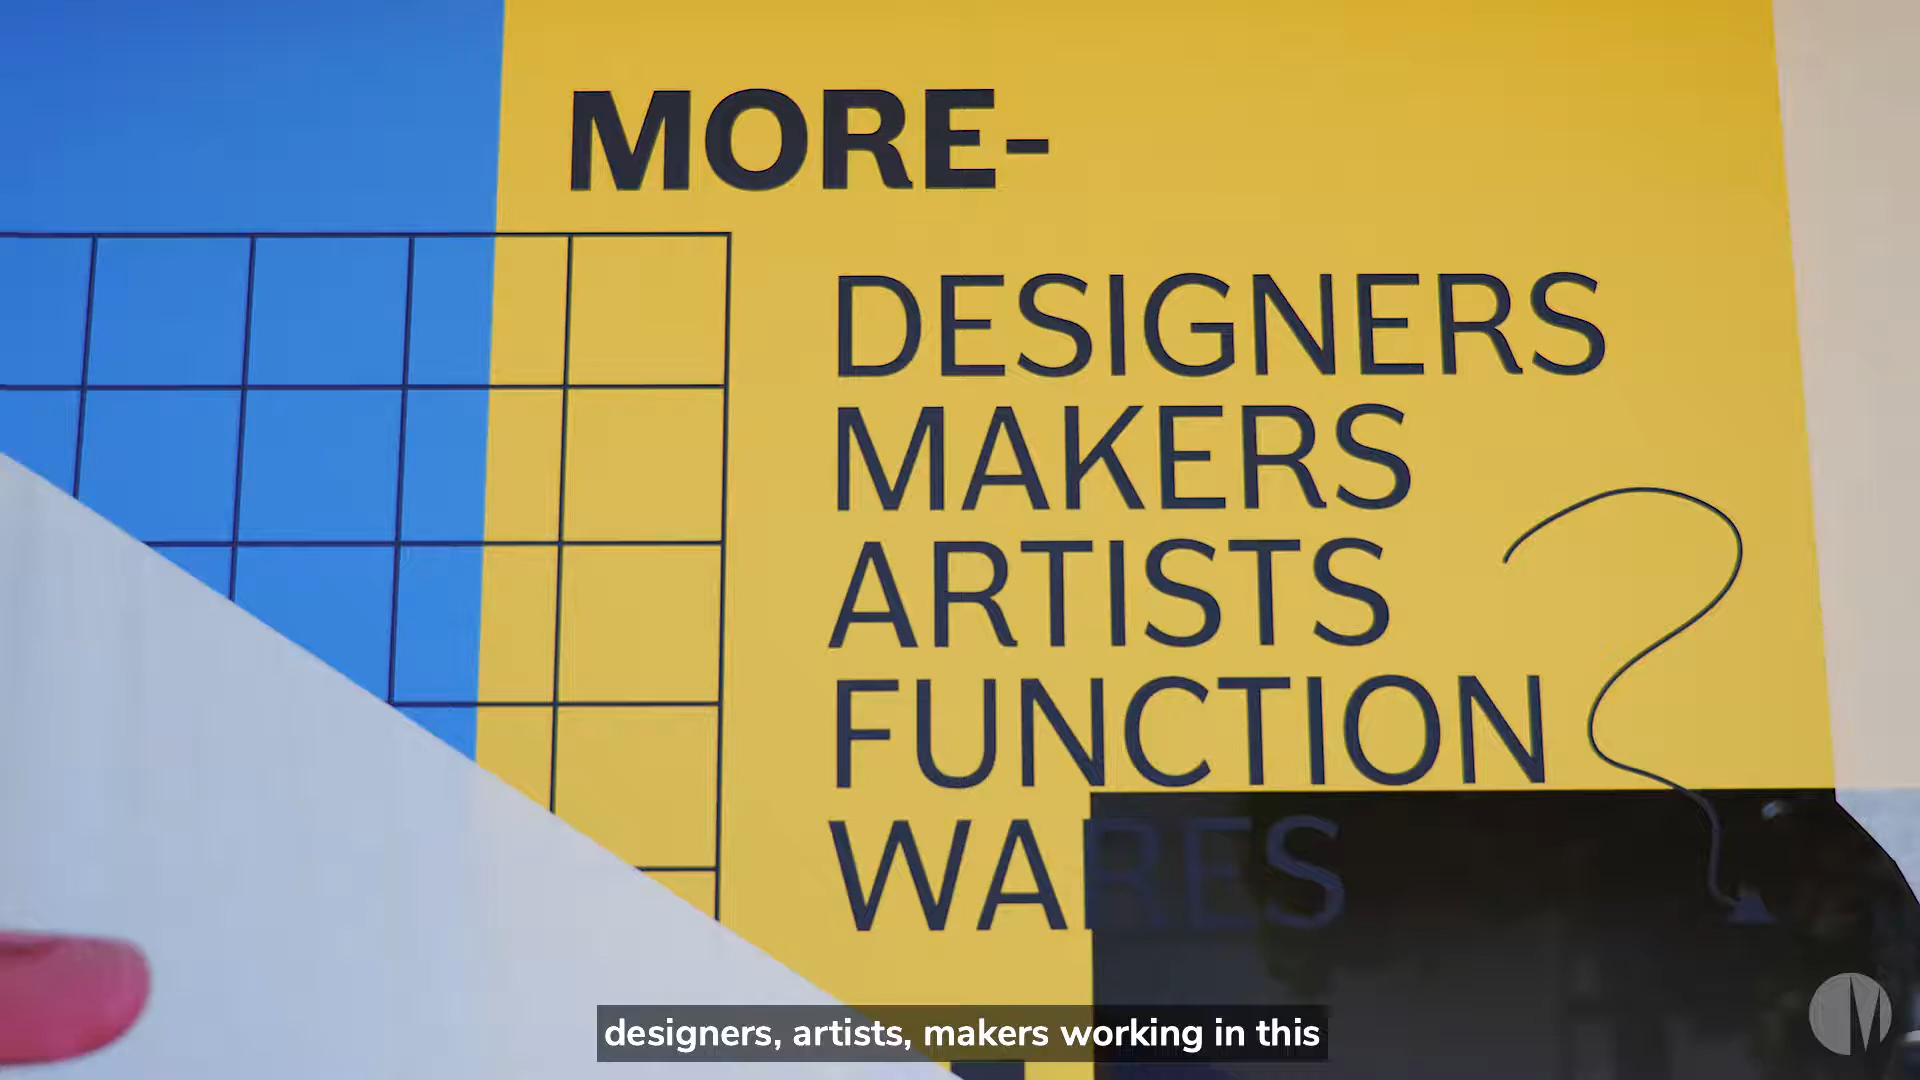 MORE-
DESIGNERS
MAKERS
ARTISTS
FUNCTION
WARES
designers, artists, makers working in this